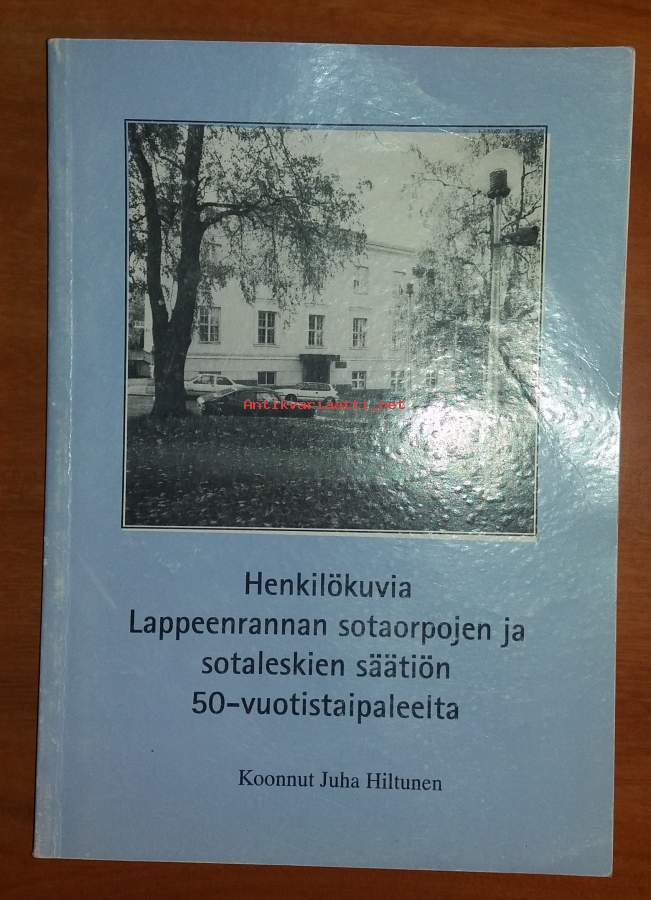 Antikvariaatti.net
Henkilökuvia
Lappeenrannan sotaorpojen ja
sotaleskien säätiön
50-vuotistaipaleelta
Koonnut Juha Hiltunen